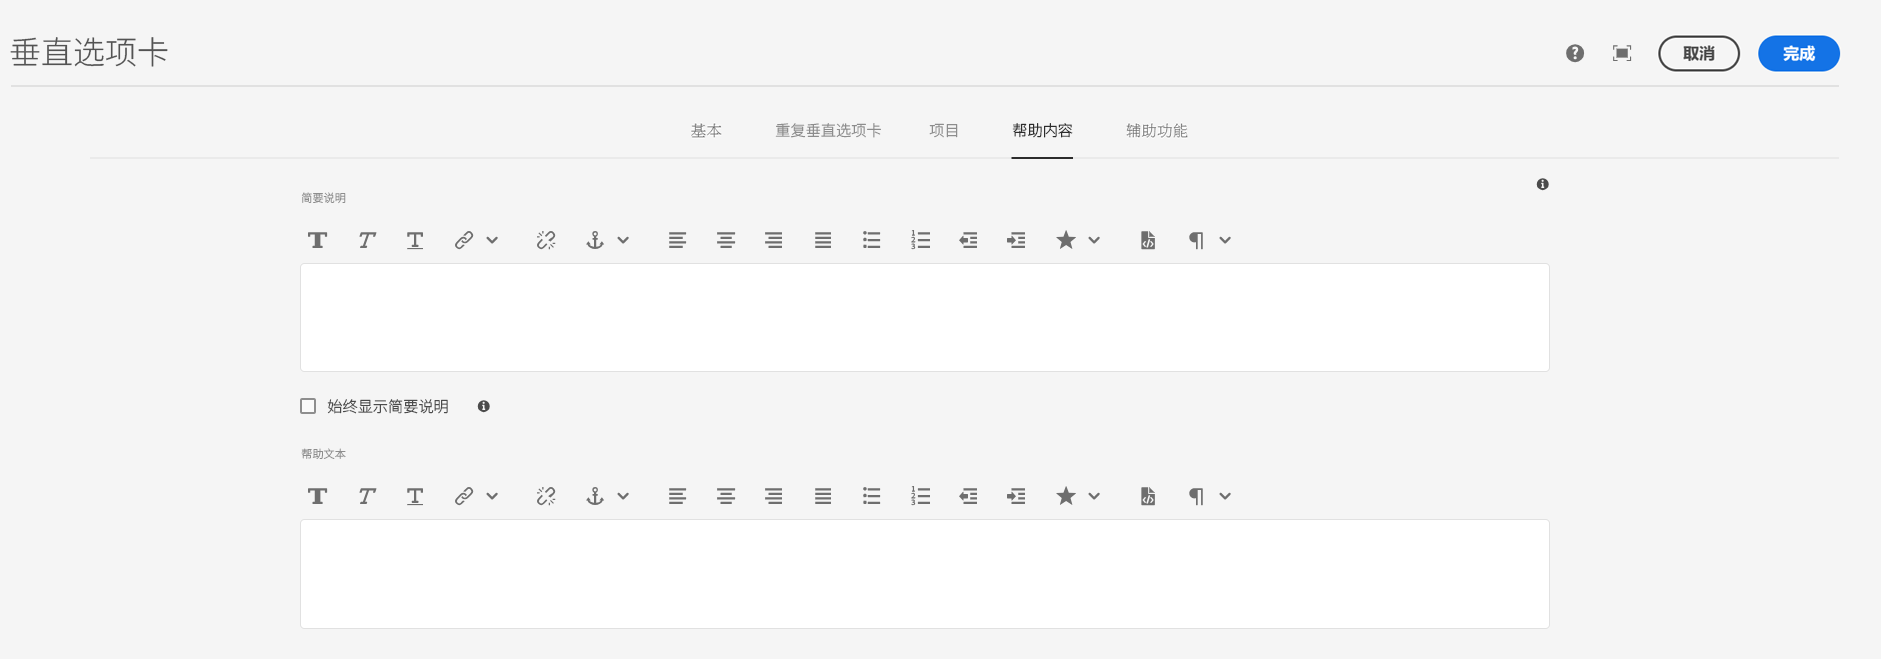 垂直选项卡
取消
完成
基本 重复垂直选项卡 项目 帮助内容 辅助功能
简要说明
始终显示简要说明
帮助文本